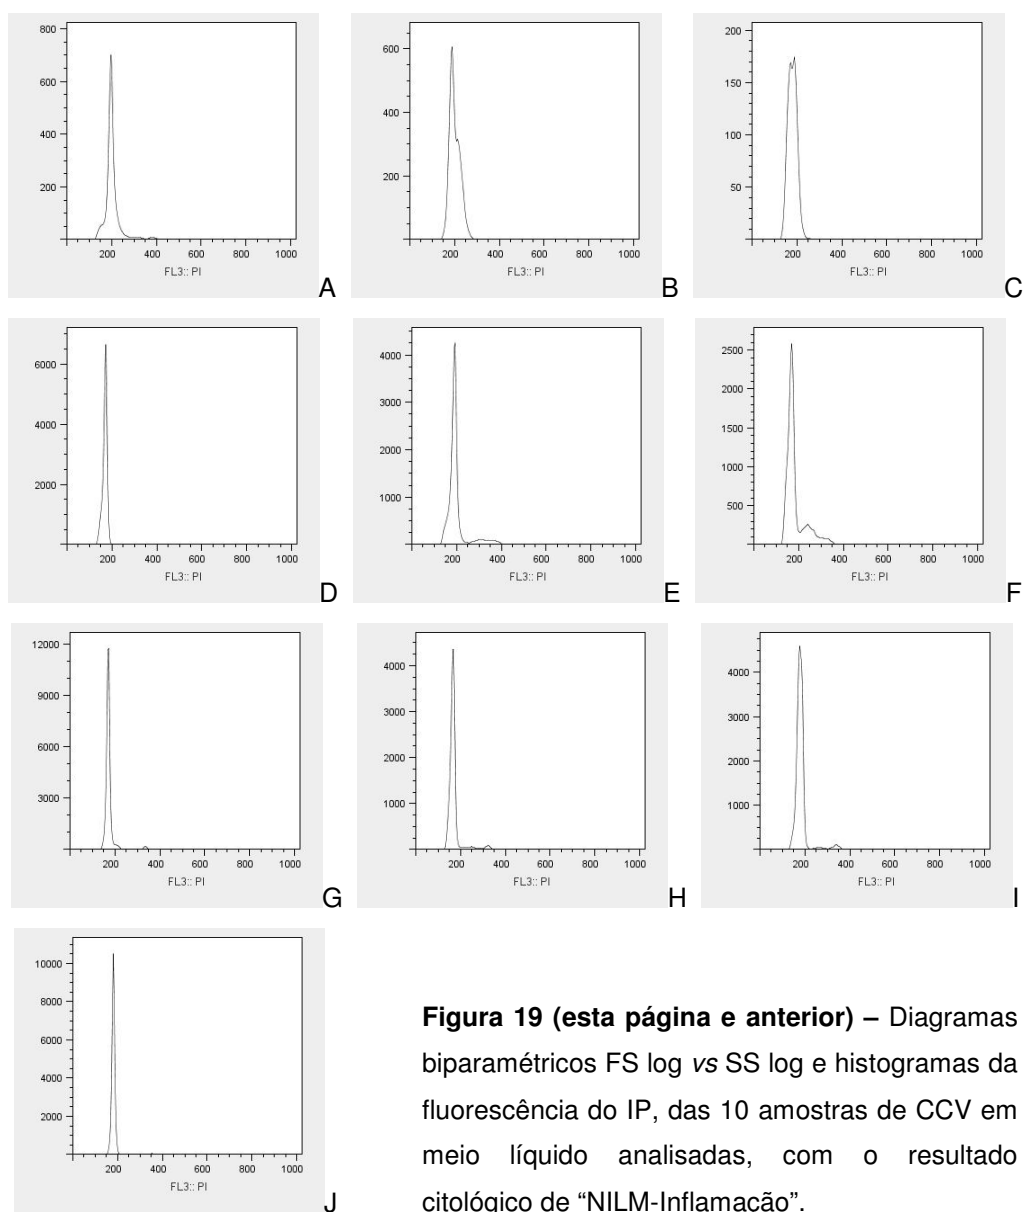 800
600
400
200
200 400 600 800 1000
FL3:: PI
A
600
400
200
200 400 600 800 1000
FL3:: PI
B
200
150
100
50
200 400 600 800 1000
FL3:: PI
C
6000
4000
2000
200 400 600 800 1000
FL3:: PI
D
4000
3000
2000
1000
200 400 600 800 1000
FL3:: PI
E
2500
2000
1500
1000
500
200 400 600 800 1000
FL3:: PI
F
12000
9000
6000
3000
200 400 600 800 1000
FL3:: PI
G
4000
3000
2000
1000
200 400 600 800 1000
FL3:: PI
H
4000
3000
2000
1000
200 400 600 800 1000
FL3:: PI
I
10000
8000
6000
4000
2000
200 400 600 800 1000
FL3:: PI
J
Figura 19 (esta página e anterior) – Diagramas
biparamétricos FS log vs SS log e histogramas da
fluorescência do IP, das 10 amostras de CCV em
meio líquido analisadas, com o resultado
citológico de “NILM-Inflamação”.